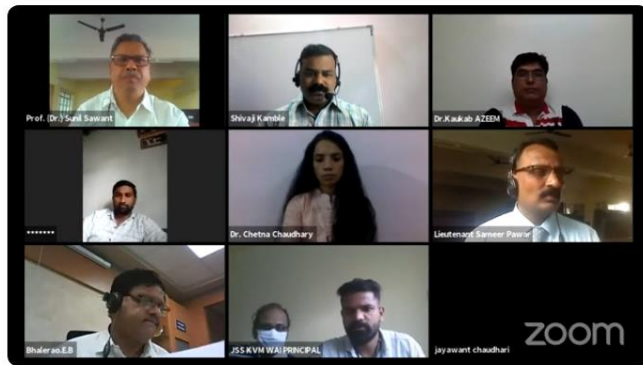 Prof. (Dr.) Sunil Sawant
Shivaji Kamble
Dr.Kaukab AZEEM
*******
Dr. Chetna Chaudhary
Lieutenant Sameer Pawar
Bhalerao.E.B
JSS KVM WAI PRINCIPAL
jayawant chaudhari
zoom